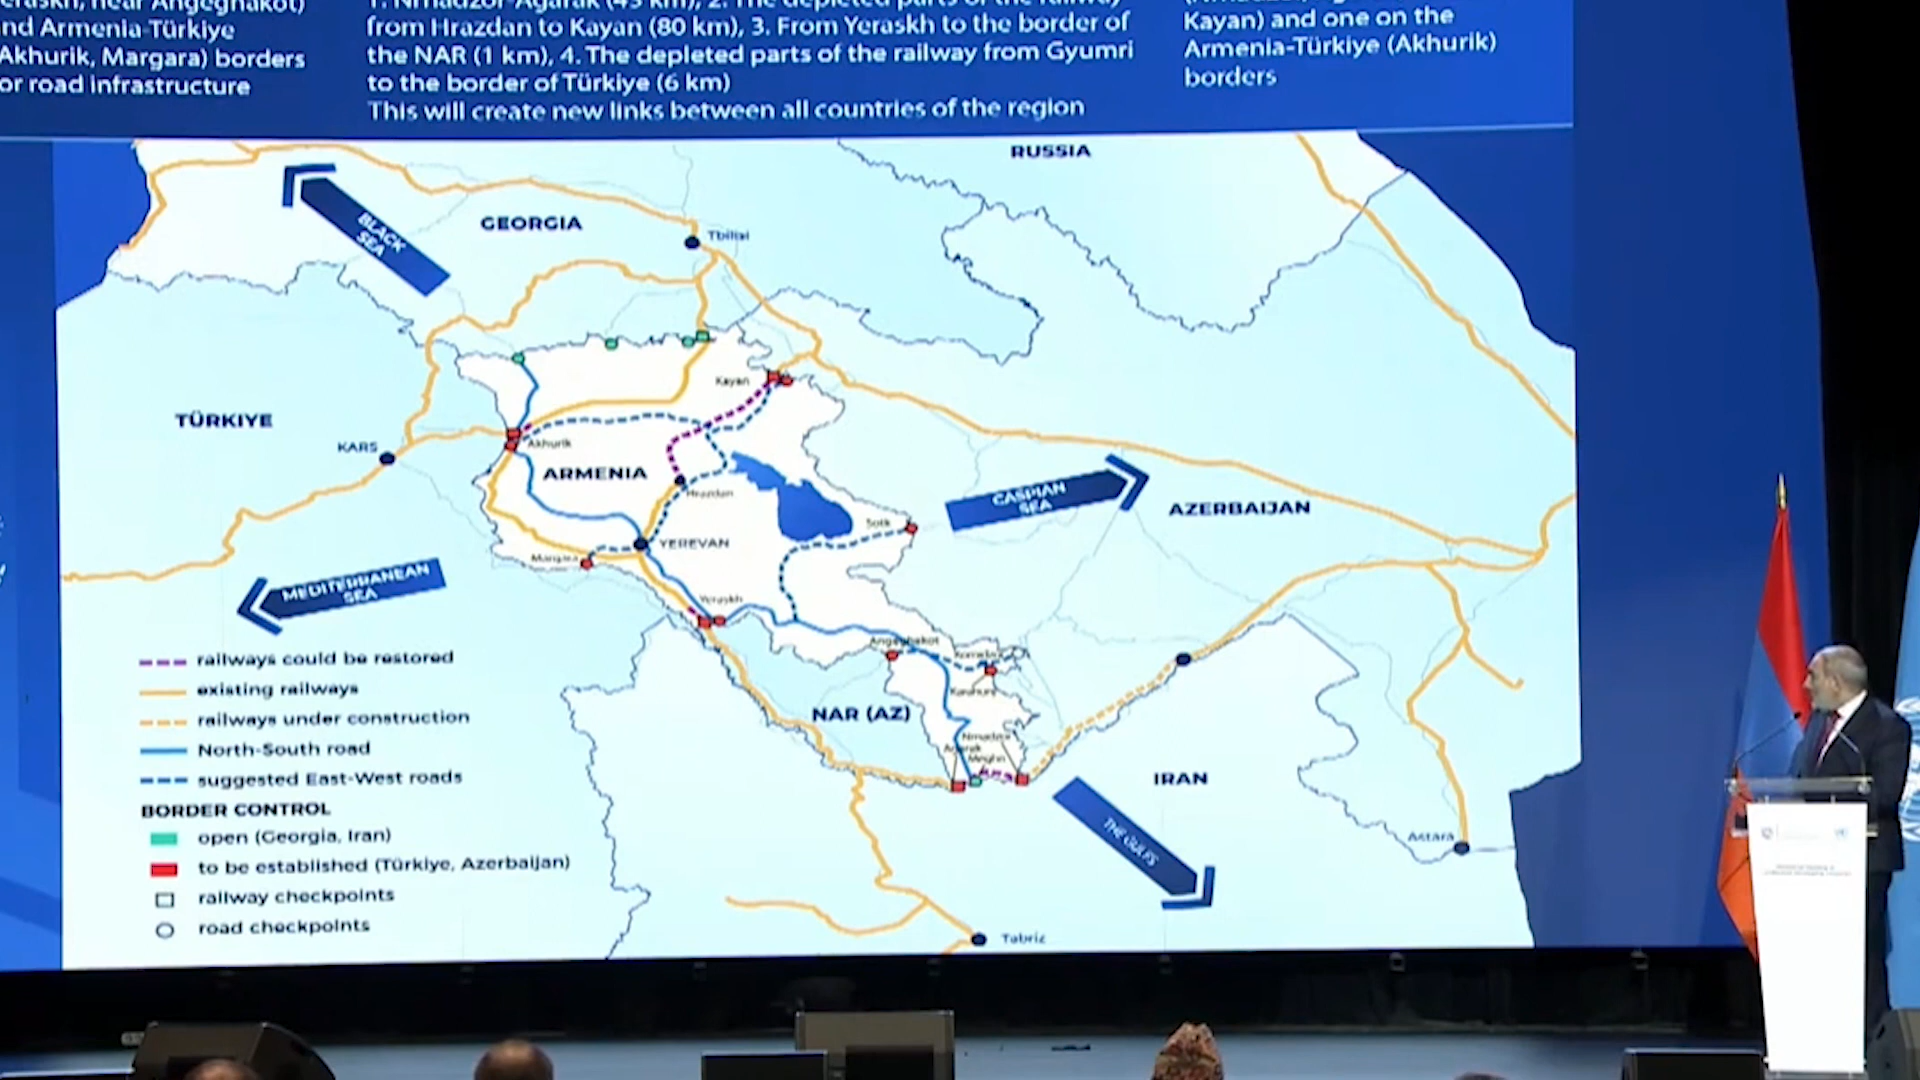 and Armenia-Türkiye
Akhurik, Margara) borders
or road infrastructure
from Hrazdan to Kayan (80 km), 3. From Yeraskh to the border of
the NAR (1 km), 4. The depleted parts of the railway from Gyumri
to the border of Türkiye (6 km)
This will create new links between all countries of the region
Kayan) and one on the
Armenia-Türkiye (Akhurik)
borders
RUSSIA
BLACK
SEA
GEORGIA
Tbilisi
Kayan
TÜRKIYE
KARS
Akhurik
ARMENIA
Hrazdan
CASPIAN
SEA
AZERBAIJAN
Sotk
YEREVAN
Margara
MEDITERRANEAN
SEA
Yeraskh
Angeghakot
NAR (AZ)
Agarak
Meghri
IRAN
THE GULFS
Astara
Tabriz
railways could be restored
existing railways
railways under construction
North-South road
suggested East-West roads
BORDER CONTROL
open (Georgia, Iran)
to be established (Türkiye, Azerbaijan)
railway checkpoints
road checkpoints